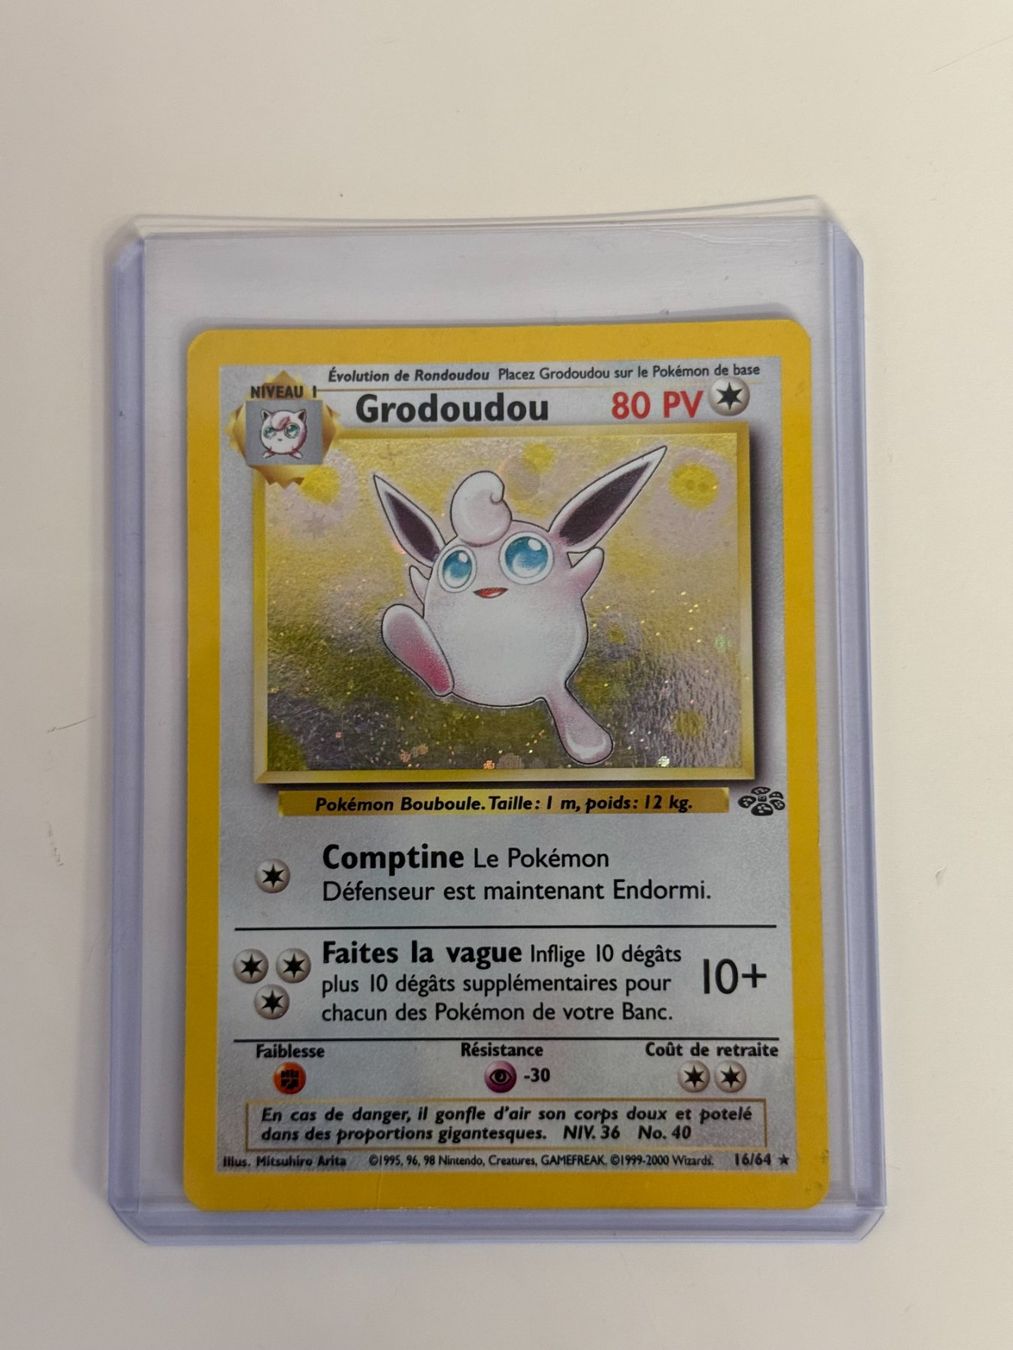 Évolution de Rondoudou Placez Grodoudou sur le Pokémon de base
NIVEAU 1
Grodoudou 80 PV
Pokémon Bouboule. Taille: 1 m, poids: 12 kg.
Comptine Le Pokémon
Défenseur est maintenant Endormi.
Faites la vague Inflige 10 dégâts
plus 10 dégâts supplémentaires pour
chacun des Pokémon de votre Banc.
10+
Faiblesse Résistance Coût de retraite
-30
En cas de danger, il gonfle d'air son corps doux et potelé
dans des proportions gigantesques. NIV. 36 No. 40
Illus. Mitsuhiro Arita ©1995, 96, 98 Nintendo, Creatures, GAMEFREAK. ©1999-2000 Wizards. 16/64 ★